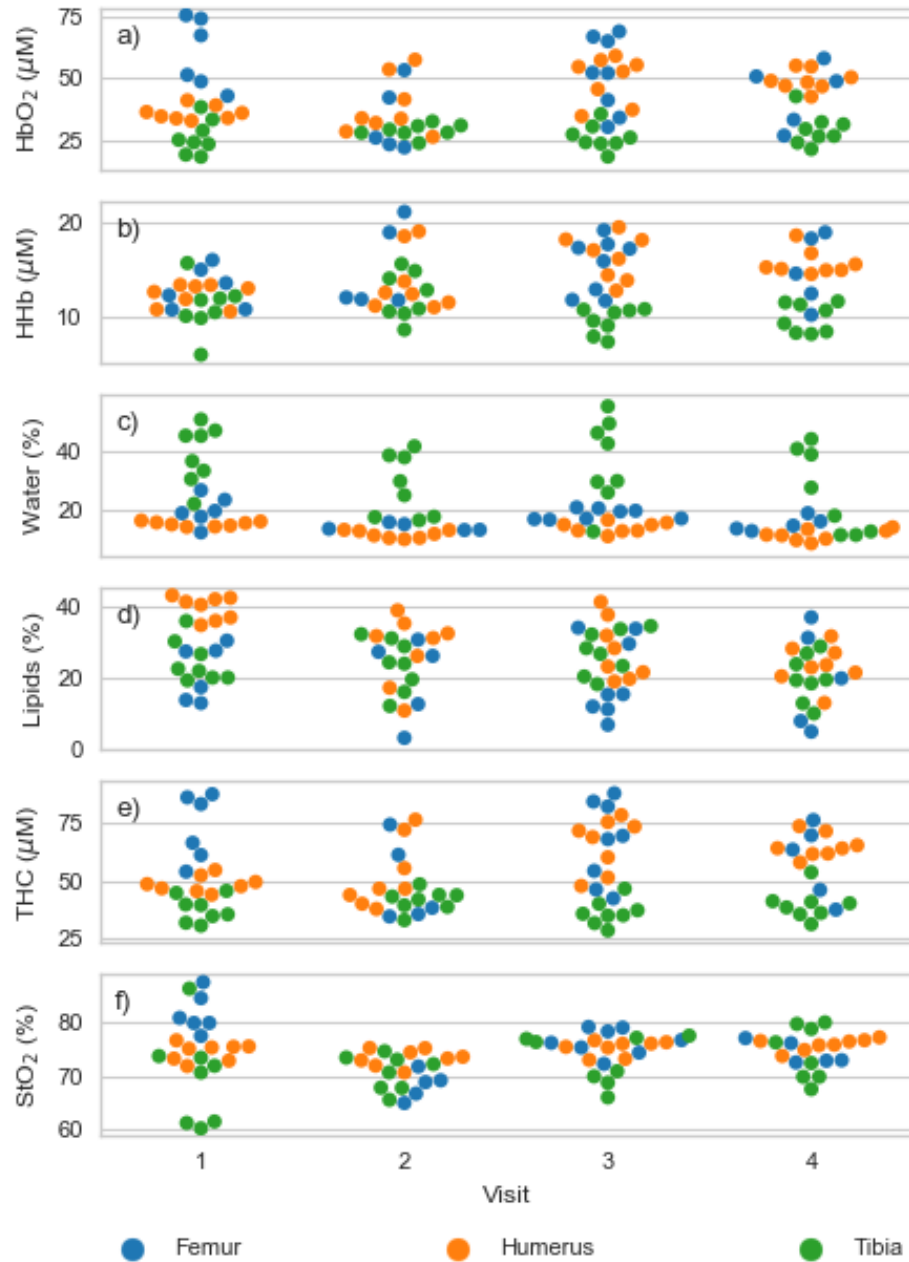 a)
HbO₂ (μM)
75
50
25
b)
HHb (μM)
20
10
c)
Water (%)
40
20
d)
Lipids (%)
40
20
0
e)
THC (μM)
75
50
25
f)
StO₂ (%)
80
70
60
1 2 3 4
Visit
Femur Humerus Tibia